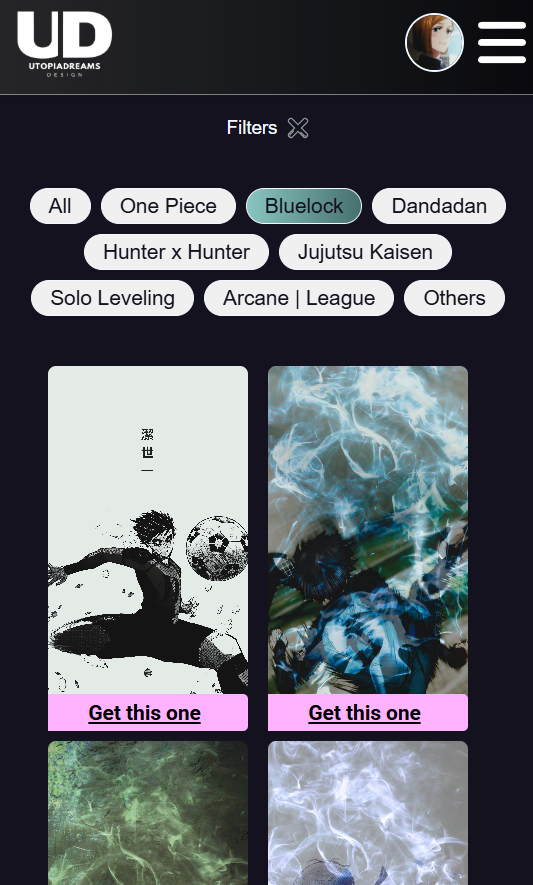 UD
UTOPIADREAMS
DESIGN
Filters
All
One Piece
Bluelock
Dandadan
Hunter x Hunter
Jujutsu Kaisen
Solo Leveling
Arcane | League
Others
潔
世
一
Get this one
Get this one